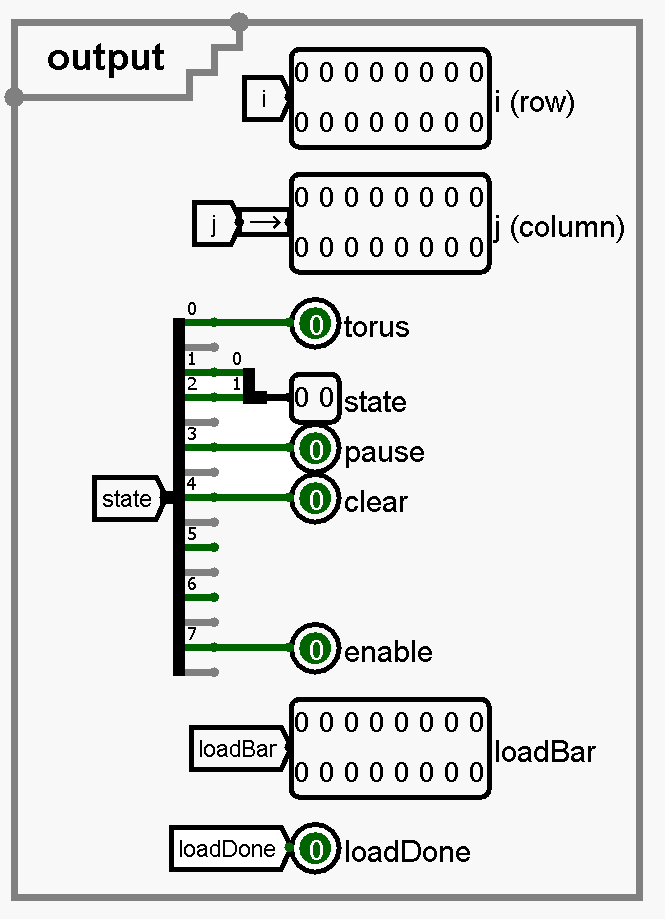 output
0 0 0 0 0 0 0 0
i
i (row)
0 0 0 0 0 0 0 0
0 0 0 0 0 0 0 0
j
j (column)
0 0 0 0 0 0 0 0
0
0 torus
1 0
2 1
0 0 state
3
0 pause
state
4
0 clear
5
6
7
0 enable
0 0 0 0 0 0 0 0
loadBar
loadBar
0 0 0 0 0 0 0 0
loadDone 0 loadDone